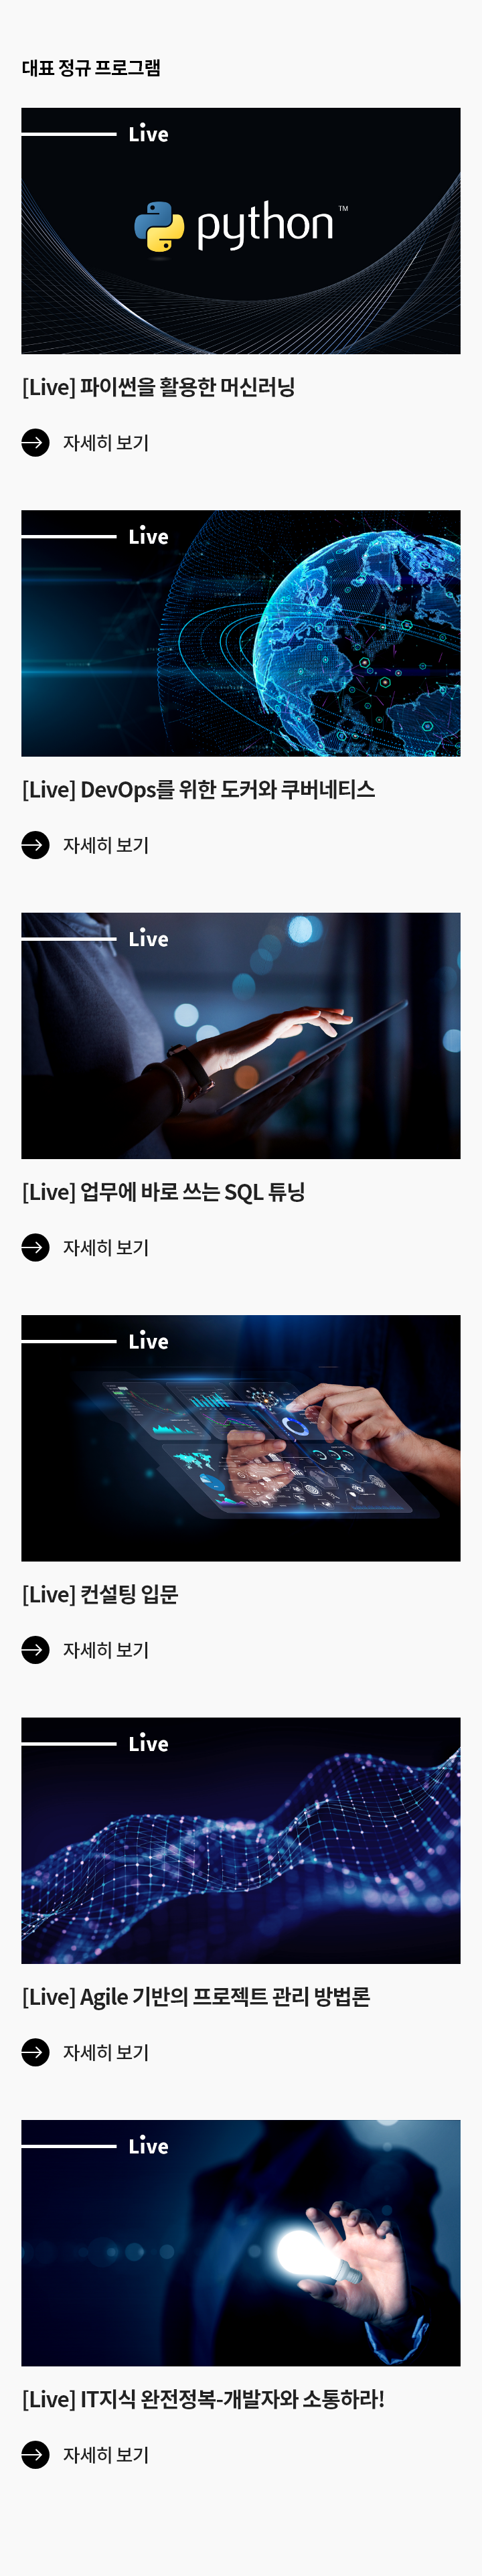 대표 정규 프로그램
Live
python™
[Live] 파이썬을 활용한 머신러닝
자세히 보기
Live
[Live] DevOps를 위한 도커와 쿠버네티스
자세히 보기
Live
[Live] 업무에 바로 쓰는 SQL 튜닝
자세히 보기
Live
[Live] 컨설팅 입문
자세히 보기
Live
[Live] Agile 기반의 프로젝트 관리 방법론
자세히 보기
Live
[Live] IT지식 완전정복-개발자와 소통하라!
자세히 보기